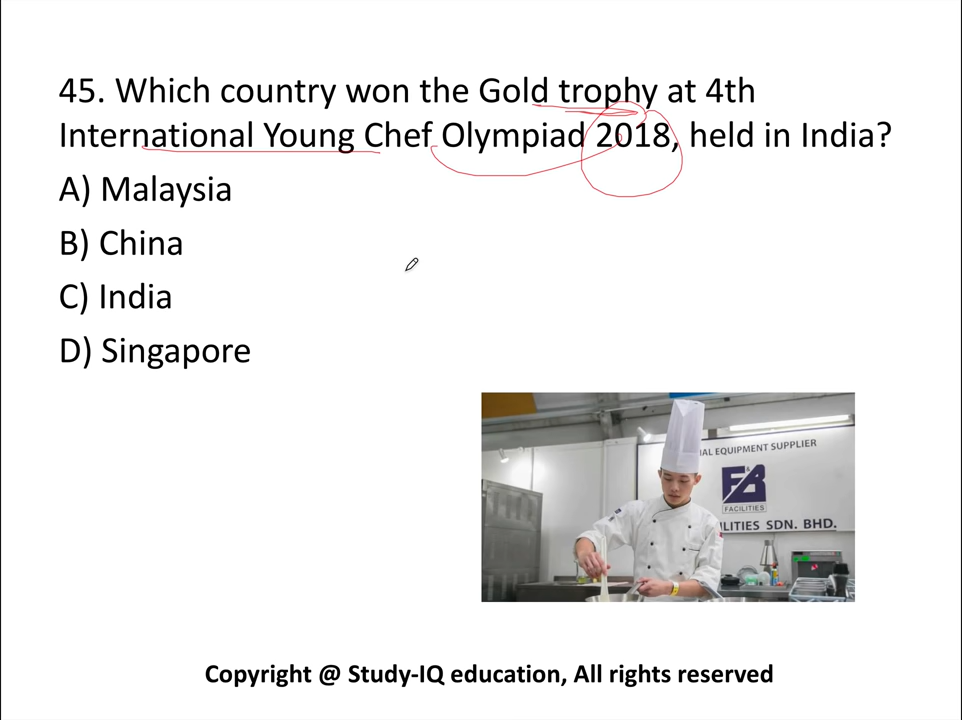 45. Which country won the Gold trophy at 4th
International Young Chef Olympiad 2018, held in India?
A) Malaysia
B) China
C) India
D) Singapore
AL EQUIPMENT SUPPLIER
F&B
FACILITIES
ILITIES SDN. BHD.
Copyright @ Study-IQ education, All rights reserved